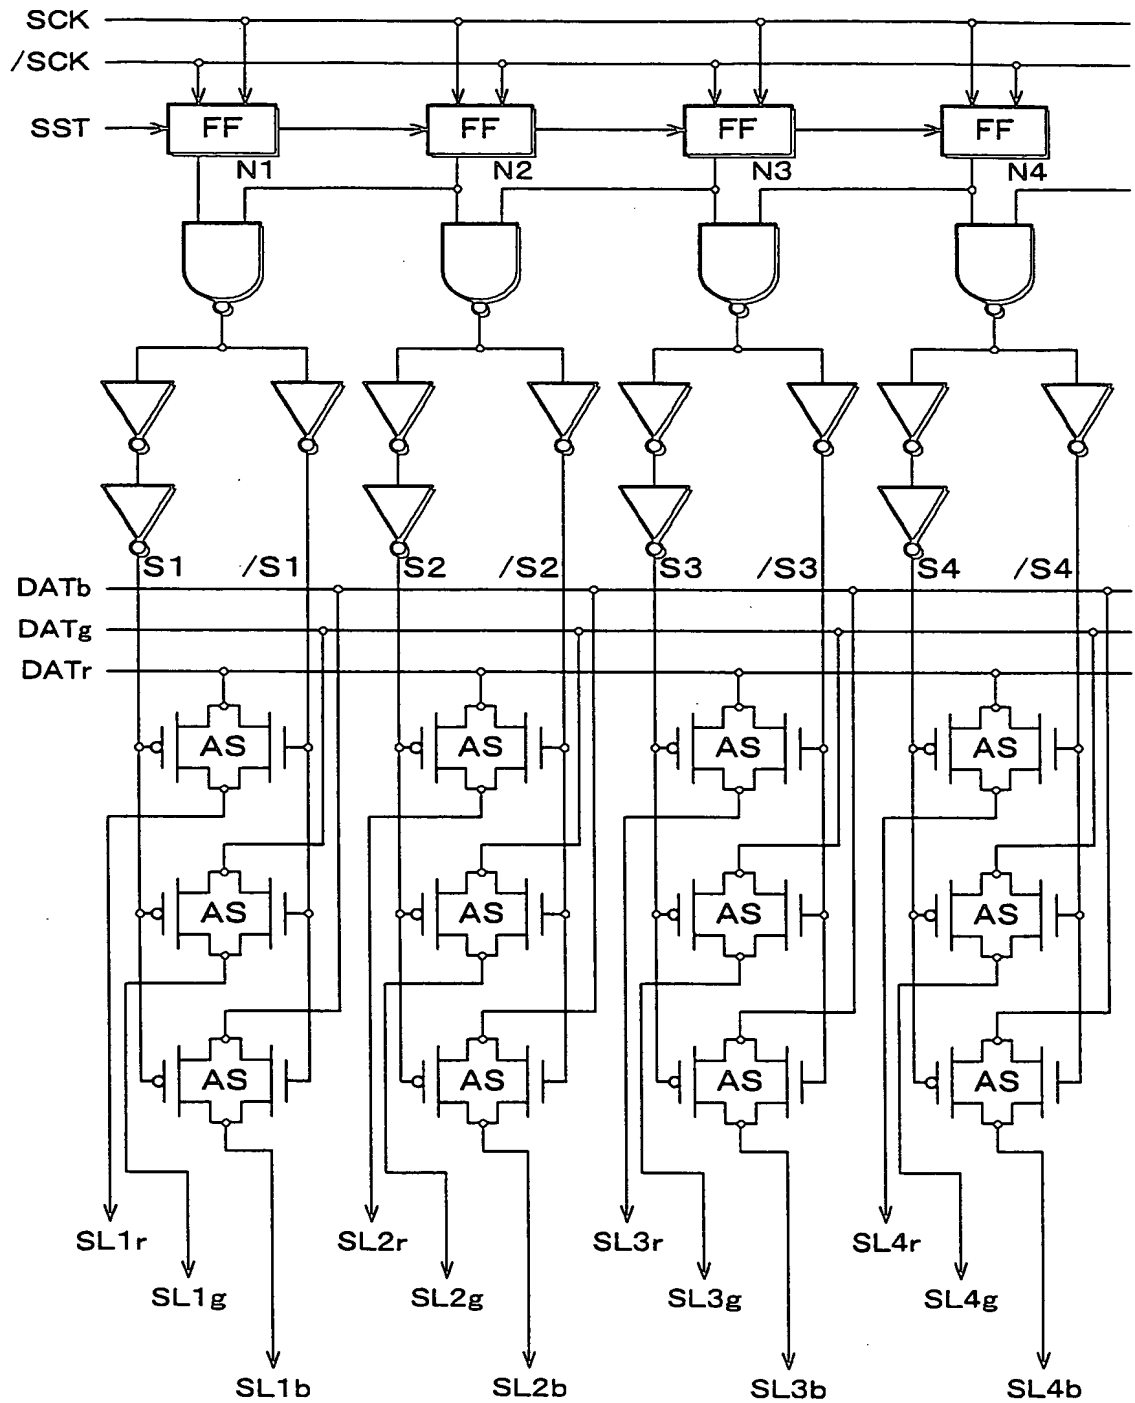 SCK
/SCK
SST
FF FF FF FF
N1 N2 N3 N4
S1 /S1 S2 /S2 S3 /S3 S4 /S4
DATb
DATg
DATr
AS AS AS AS
AS AS AS AS
AS AS AS AS
SL1r SL2r SL3r SL4r
SL1g SL2g SL3g SL4g
SL1b SL2b SL3b SL4b